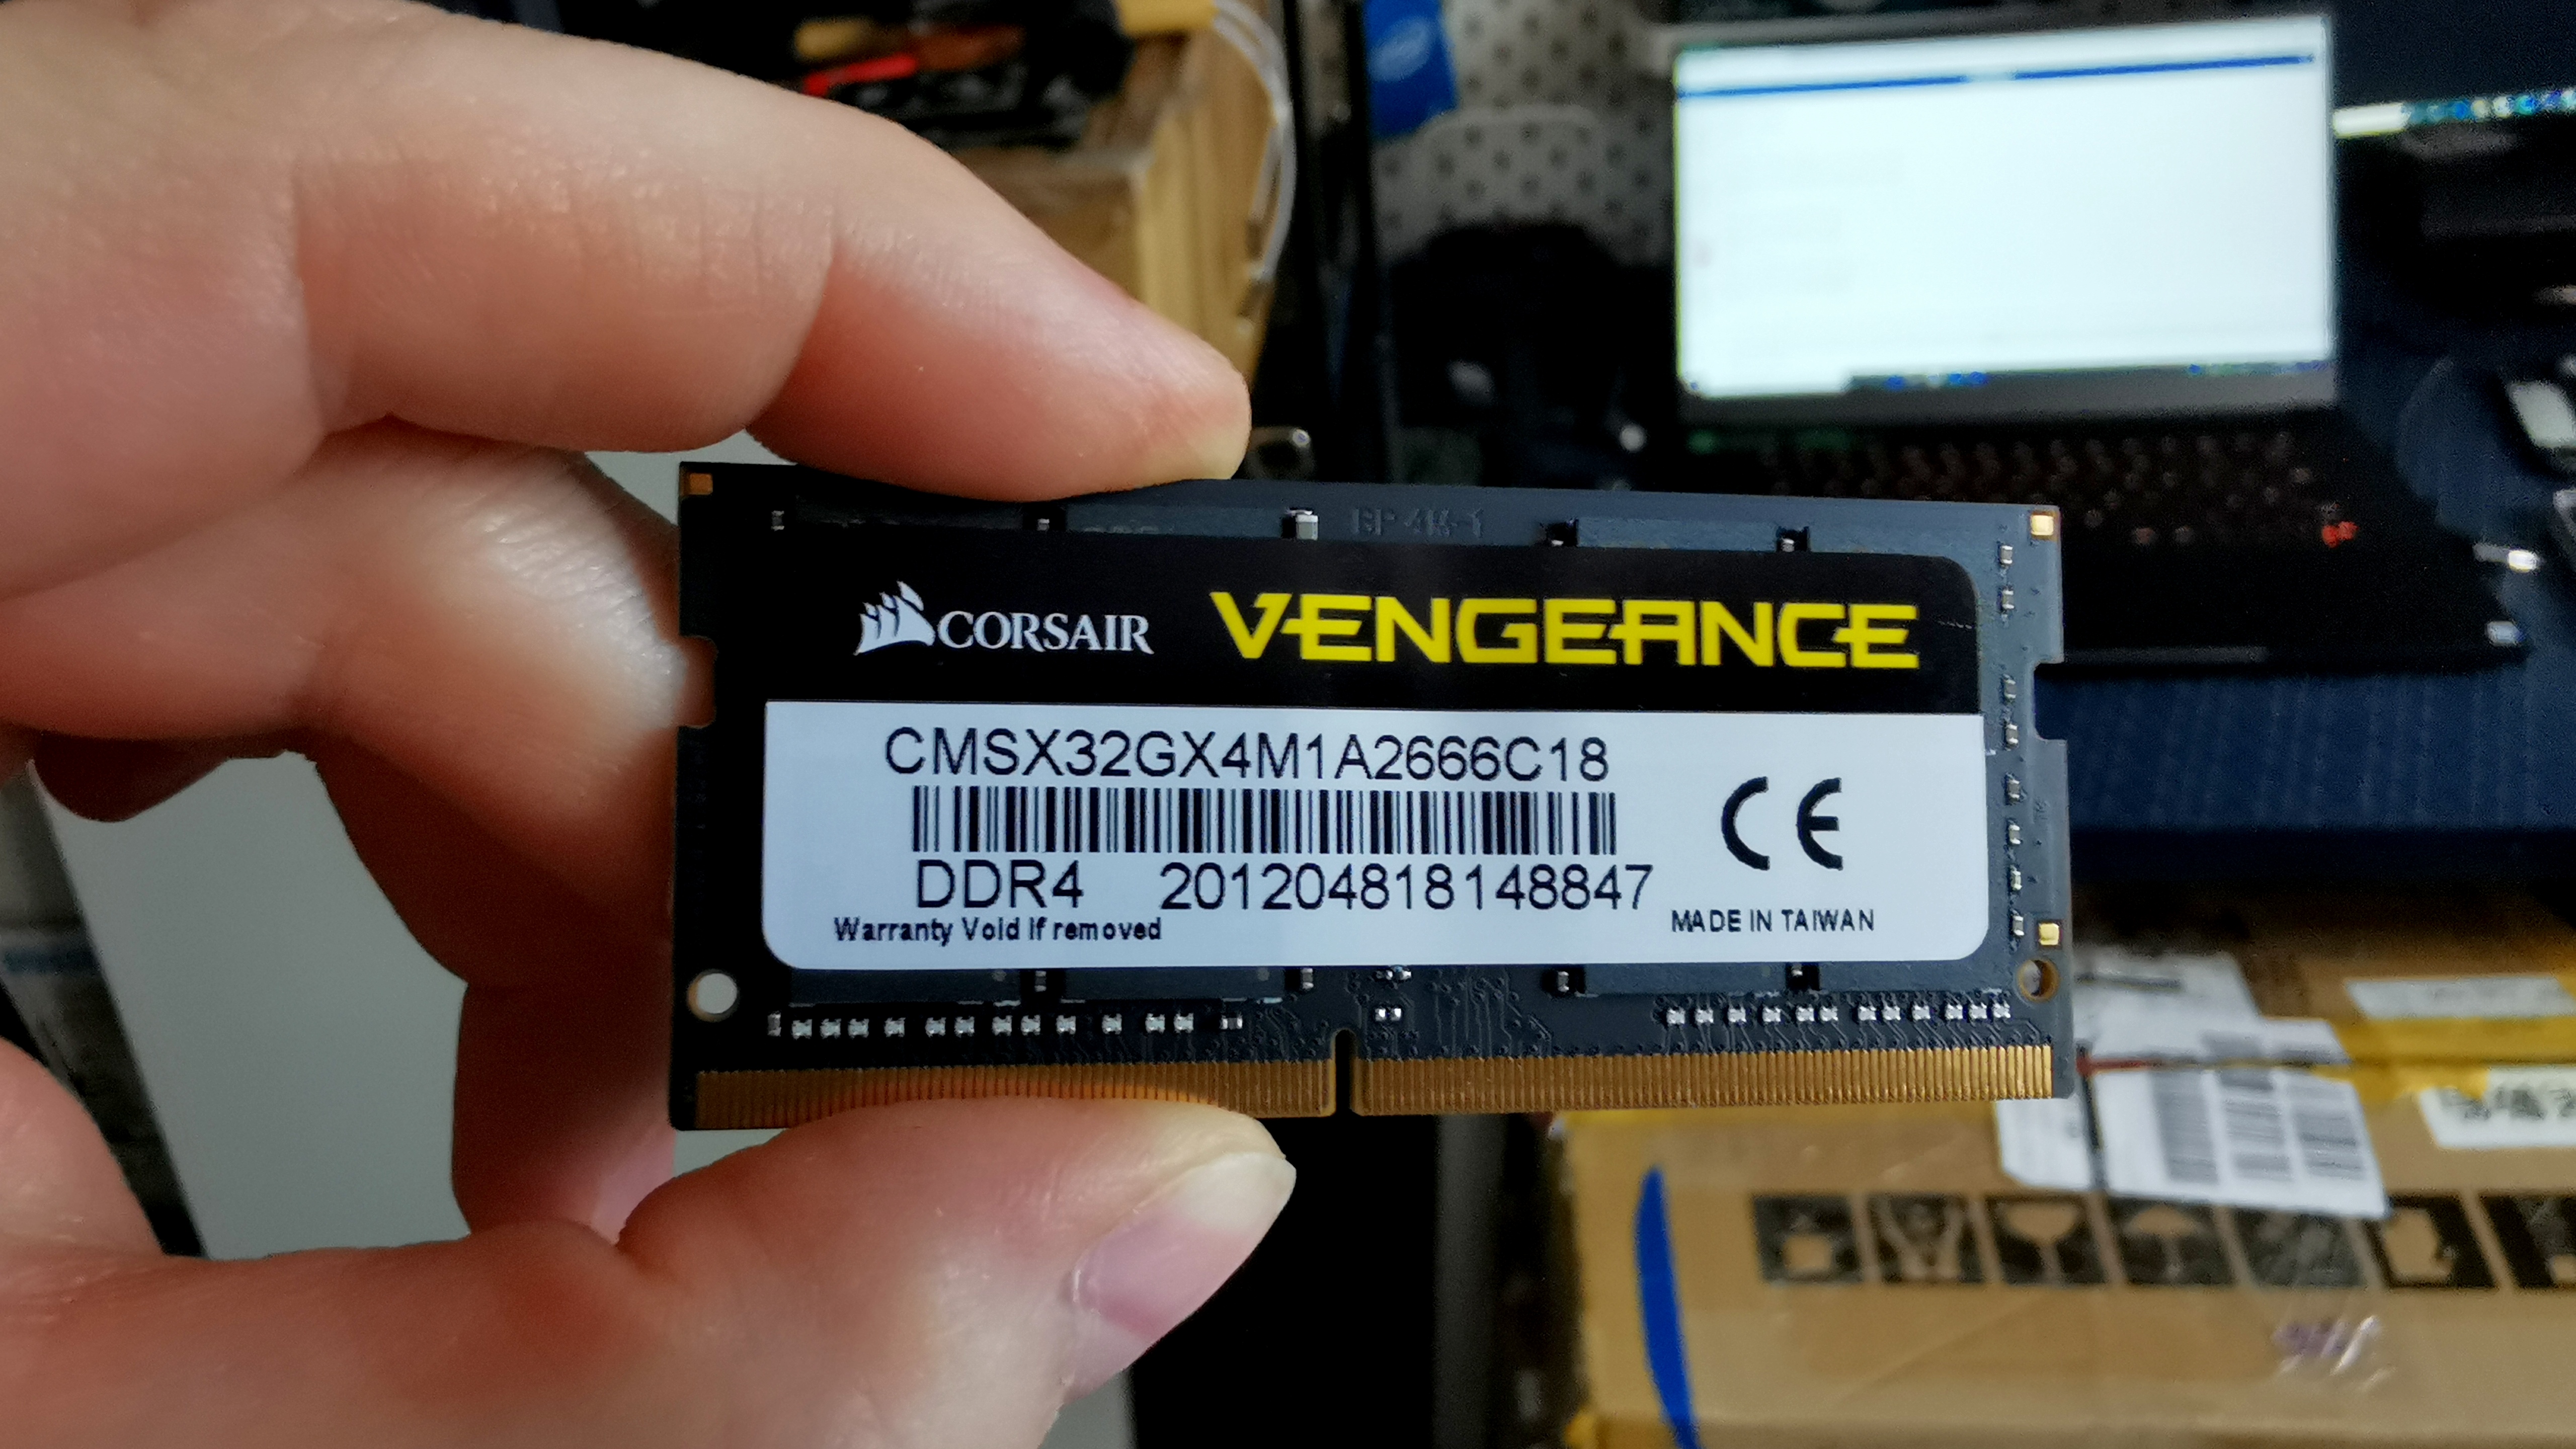 CORSAIR VENGEANCE
CMSX32GX4M1A2666C18
DDR4 201204818148847
Warranty Void If removed
MADE IN TAIWAN
CE